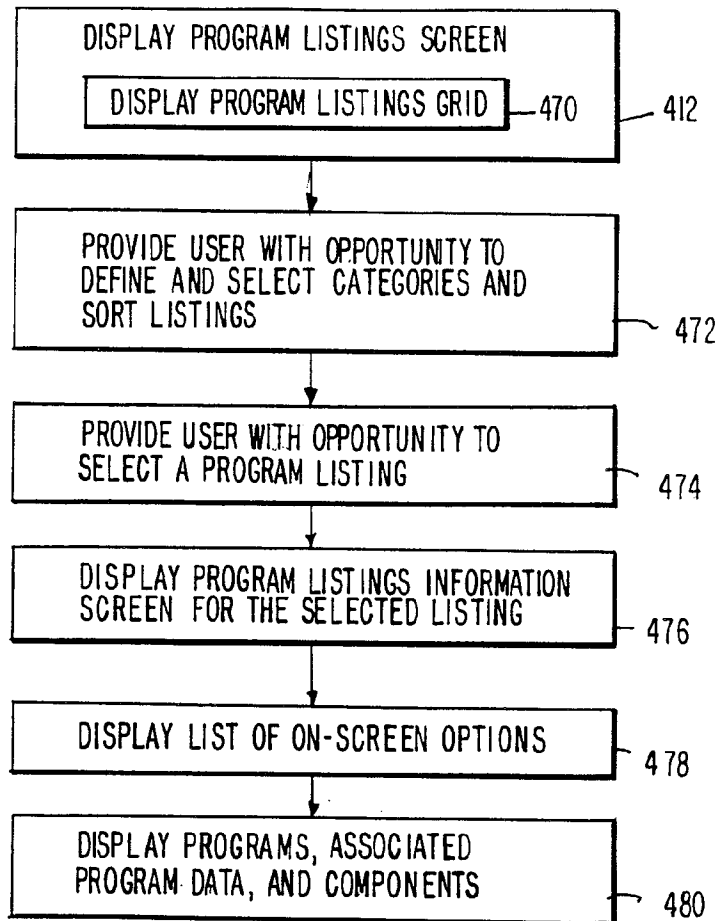 DISPLAY PROGRAM LISTINGS SCREEN
DISPLAY PROGRAM LISTINGS GRID
470
412
PROVIDE USER WITH OPPORTUNITY TO
DEFINE AND SELECT CATEGORIES AND
SORT LISTINGS
472
PROVIDE USER WITH OPPORTUNITY TO
SELECT A PROGRAM LISTING
474
DISPLAY PROGRAM LISTINGS INFORMATION
SCREEN FOR THE SELECTED LISTING
476
DISPLAY LIST OF ON-SCREEN OPTIONS
478
DISPLAY PROGRAMS, ASSOCIATED
PROGRAM DATA, AND COMPONENTS
480